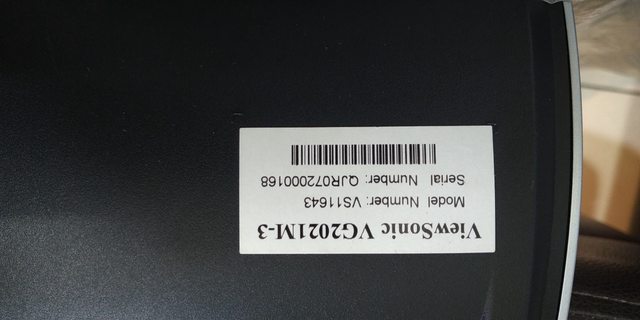 ViewSonic VG2021M-3
Model Number: VS11643
Serial Number: QJR072000168